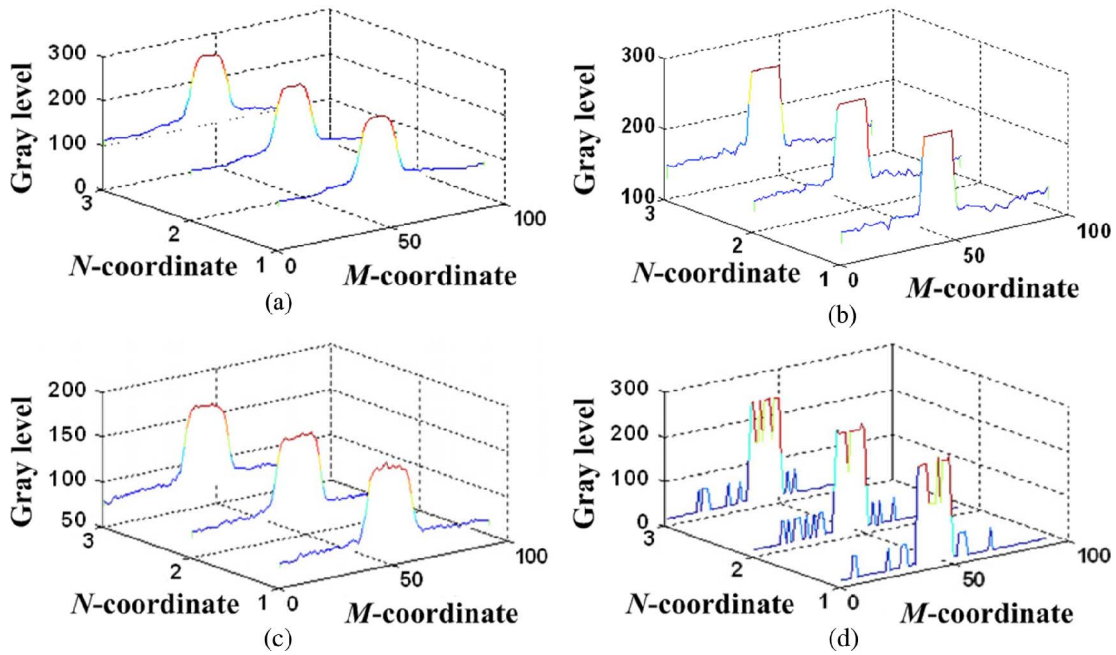 300
200
100
0
Gray level
3
2
1
N-coordinate
0
50
100
M-coordinate
(a)
300
200
100
Gray level
3
2
1
N-coordinate
0
50
100
M-coordinate
(b)
200
150
100
50
Gray level
3
2
1
N-coordinate
0
50
100
M-coordinate
(c)
300
200
100
0
Gray level
3
2
1
N-coordinate
0
50
100
M-coordinate
(d)